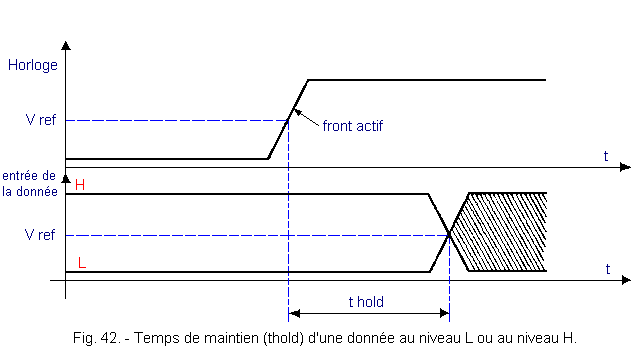 Horloge
V ref
front actif
t
entrée de
la donnée
H
V ref
L
t
t hold
Fig. 42. - Temps de maintien (thold) d'une donnée au niveau L ou au niveau H.